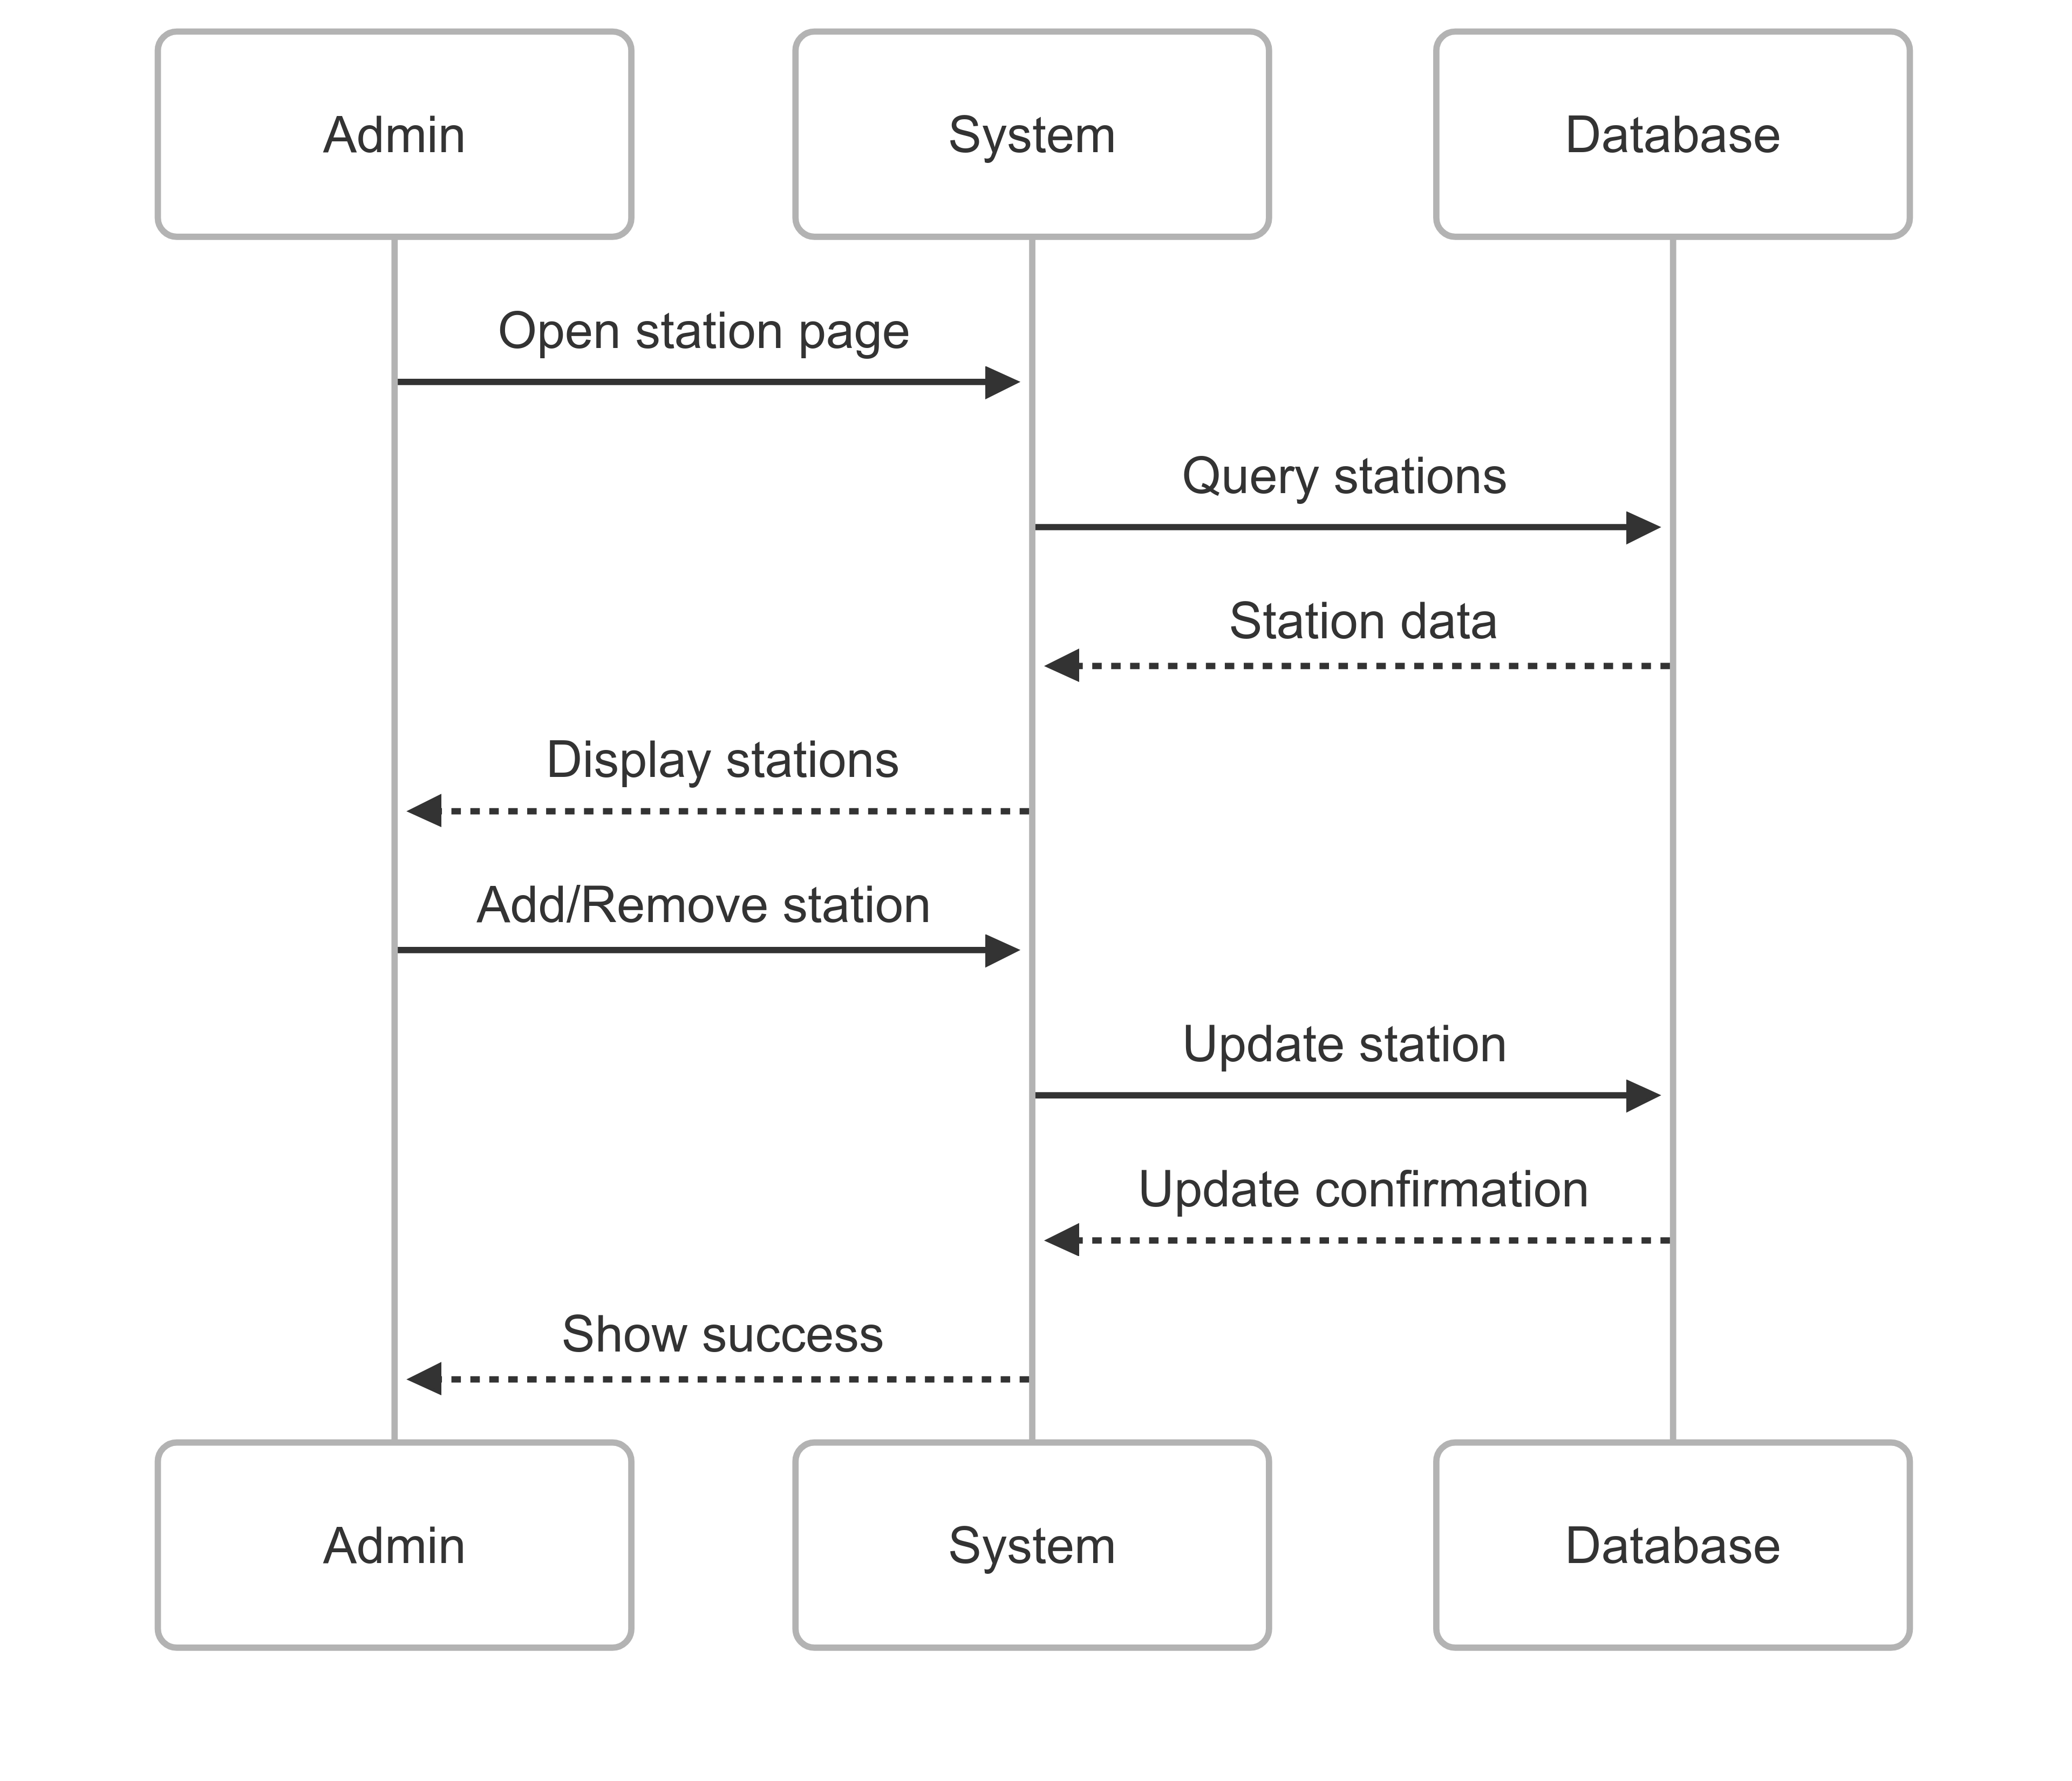 Admin
System
Database
Open station page
Query stations
Station data
Display stations
Add/Remove station
Update station
Update confirmation
Show success
Admin
System
Database